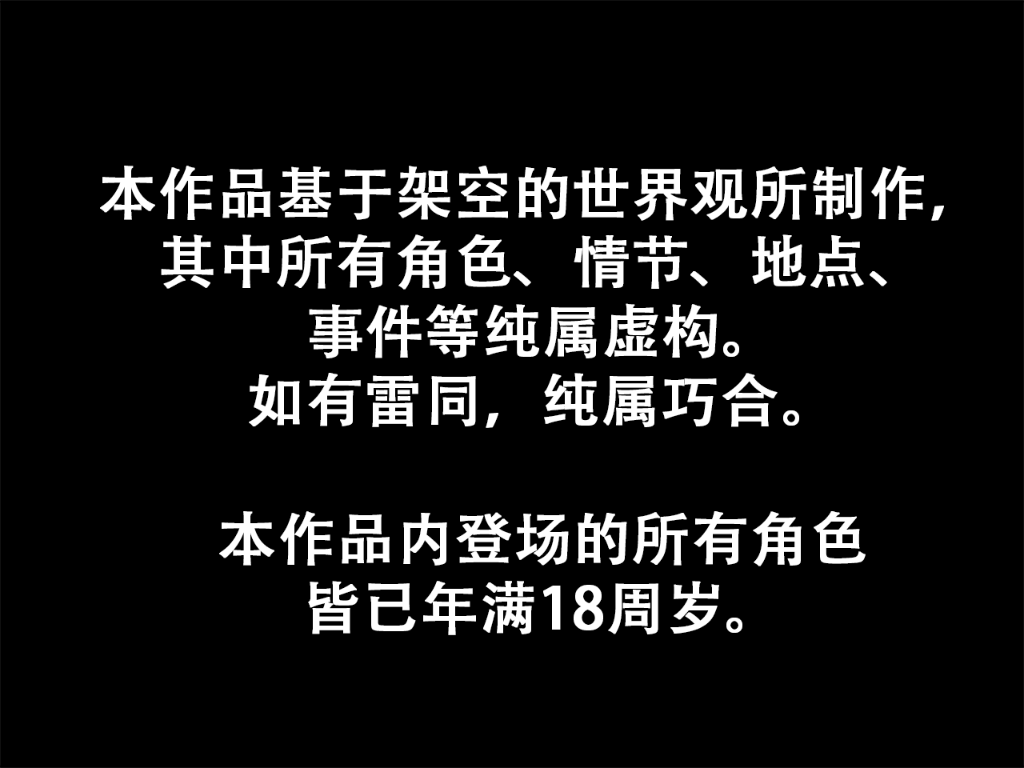 本作品基于架空的世界观所制作,
其中所有角色、情节、地点、
事件等纯属虚构。
如有雷同，纯属巧合。
本作品内登场的所有角色
皆已年满18周岁。